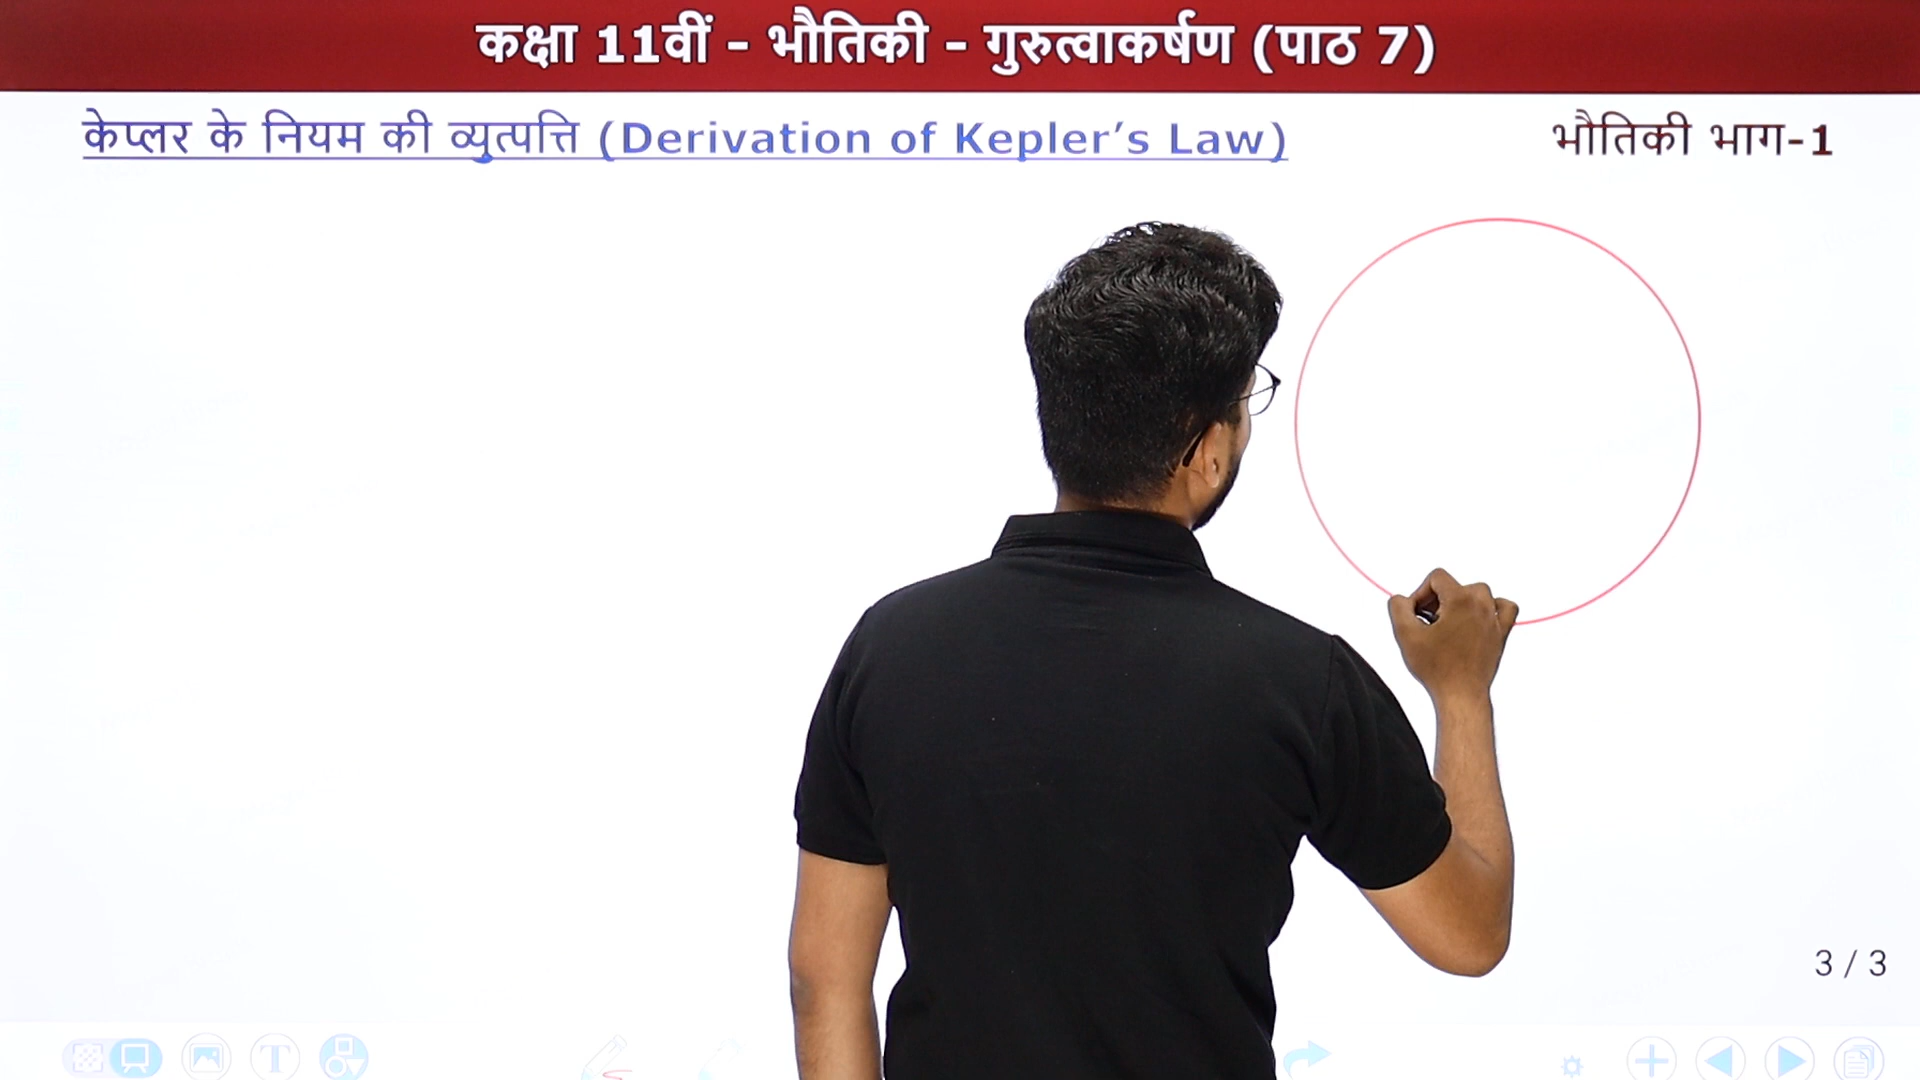 कक्षा 11वीं - भौतिकी - गुरुत्वाकर्षण (पाठ 7)
केप्लर के नियम की व्युत्पत्ति (Derivation of Kepler’s Law)
भौतिकी भाग-1
3 / 3
T